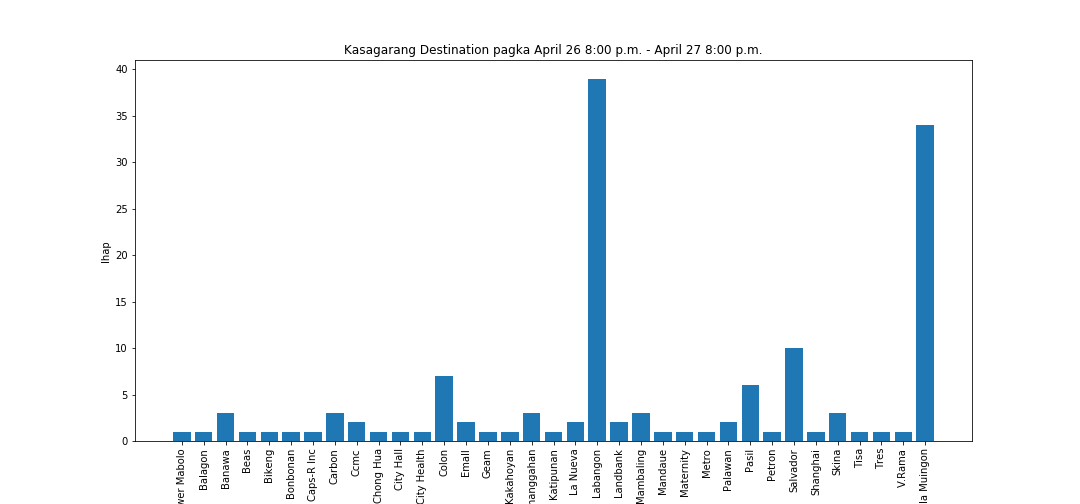 Kasagarang Destination pagka April 26 8:00 p.m. - April 27 8:00 p.m.
Ihap
40
35
30
25
20
15
10
5
0
Mabolo
Balagon
Banawa
Beas
Bikeng
Bonbonan
Caps-R Inc
Carbon
Ccmc
Chong Hua
City Hall
City Health
Colon
Emall
Geam
Kakahoyan
Katipunan
La Nueva
Labangon
Landbank
Mambaling
Mandaue
Maternity
Metro
Palawan
Pasil
Petron
Salvador
Shanghai
Skina
Tisa
Tres
V.Rama
Muingon